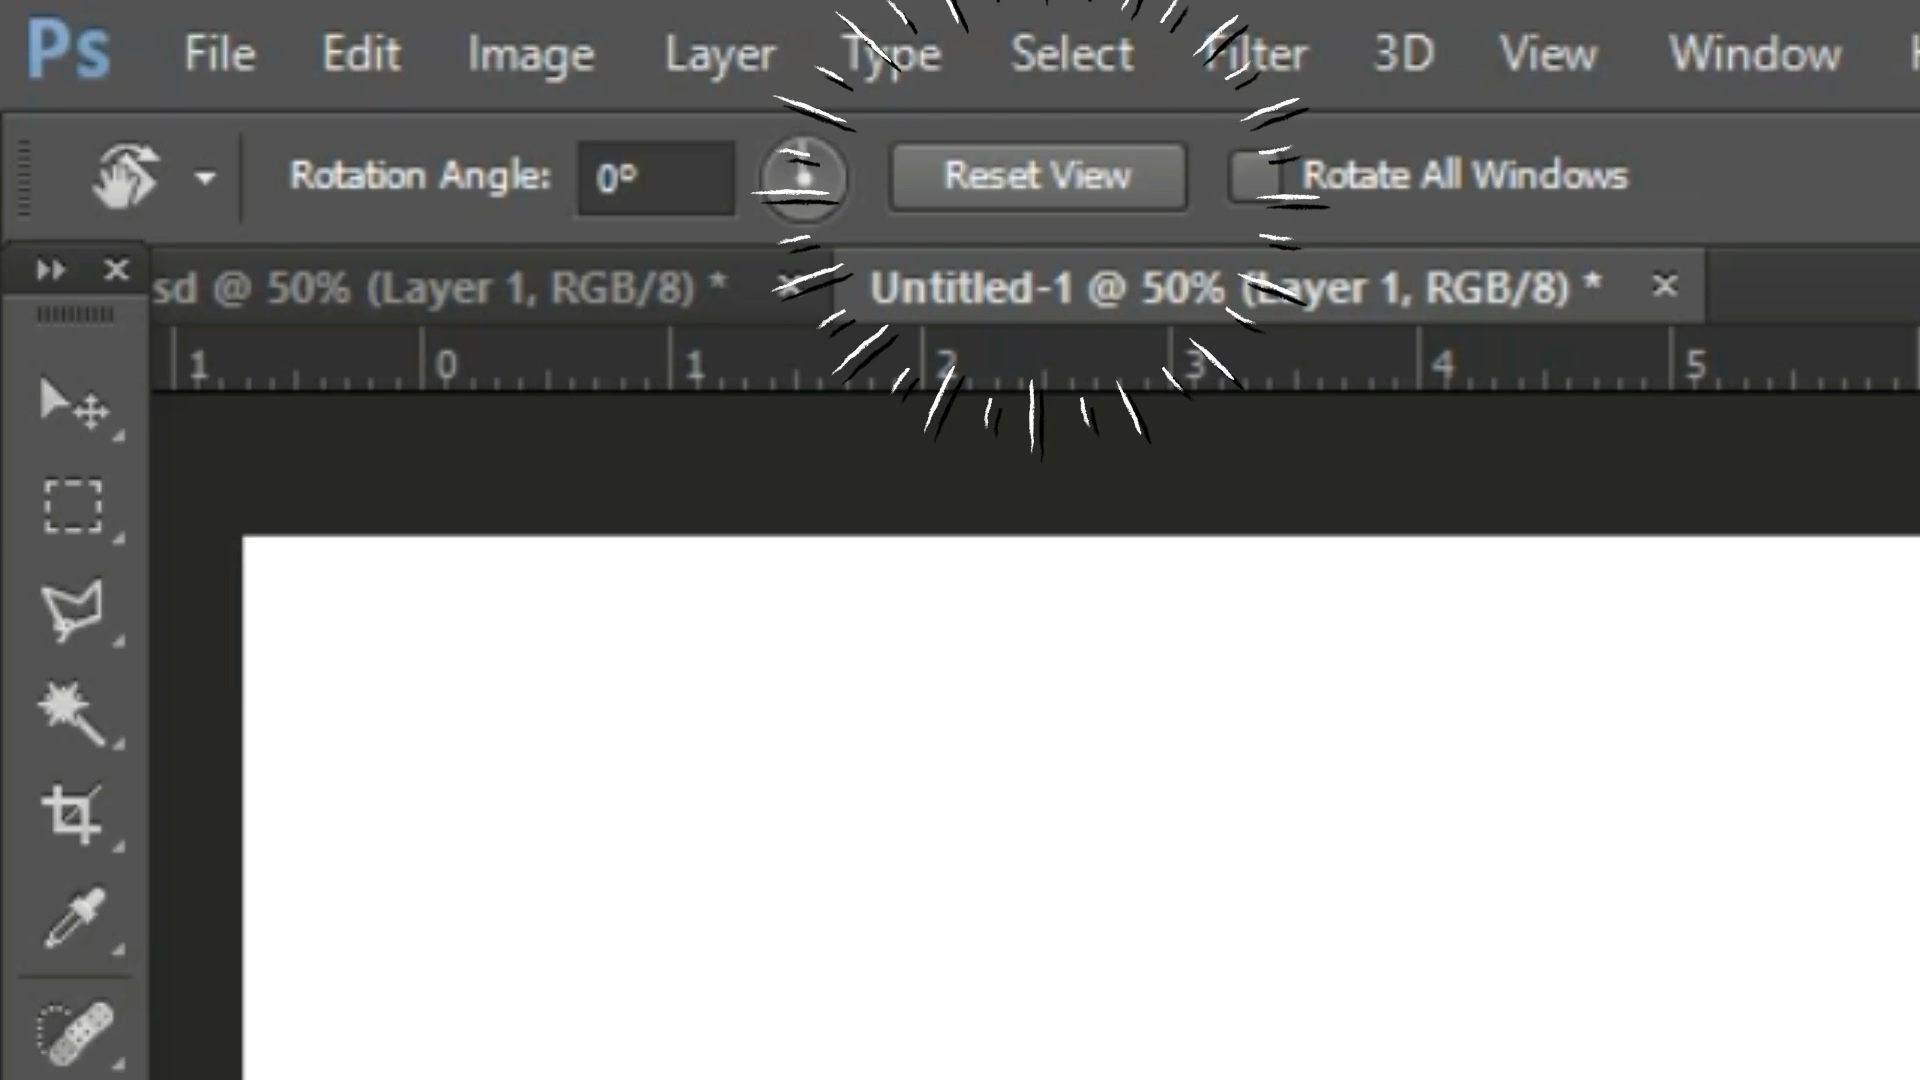 Ps File Edit Image Layer Type Select Filter 3D View Window
Rotation Angle: 0° Reset View Rotate All Windows
sd @ 50% (Layer 1, RGB/8) * × Untitled-1 @ 50% (Layer 1, RGB/8) * ×
1 0 1 2 3 4 5